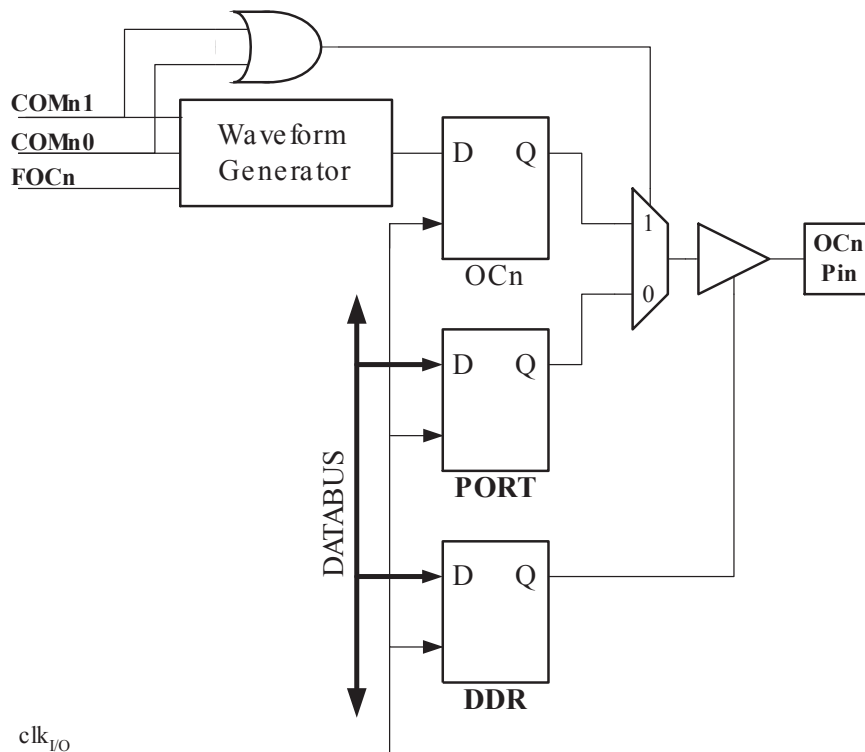 COMn1
COMn0
FOCn
Waveform
Generator
D Q
OCn
1
0
OCn
Pin
D Q
PORT
DATABUS
D Q
DDR
clkI/O